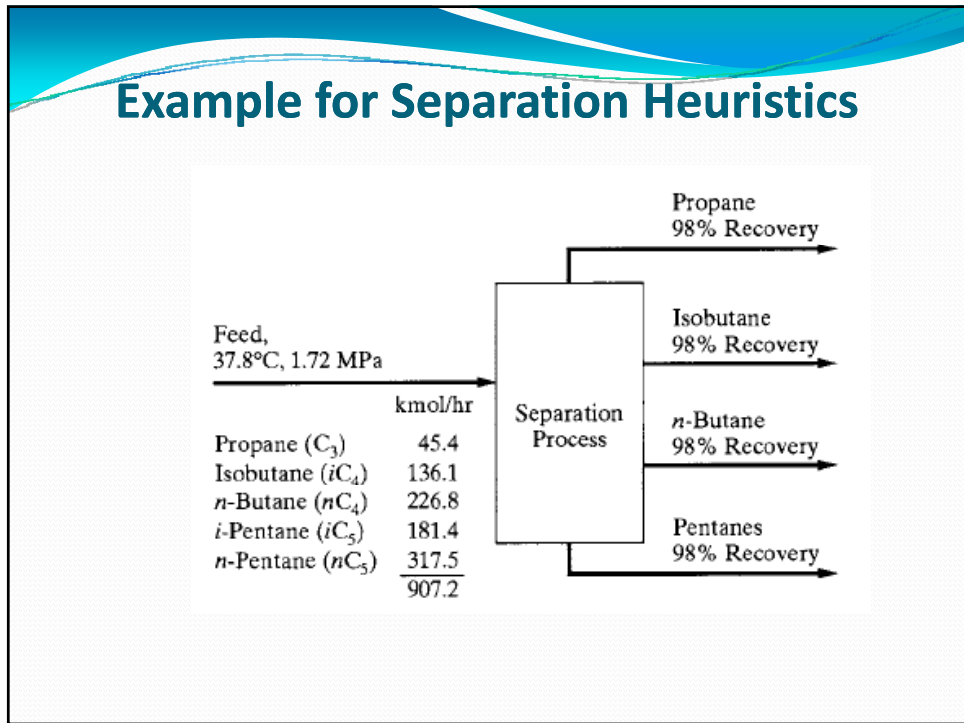 Example for Separation Heuristics
Feed,
37.8°C, 1.72 MPa
kmol/hr
Propane (C₃) 45.4
Isobutane (iC₄) 136.1
n-Butane (nC₄) 226.8
i-Pentane (iC₅) 181.4
n-Pentane (nC₅) 317.5
907.2
Separation
Process
Propane
98% Recovery
Isobutane
98% Recovery
n-Butane
98% Recovery
Pentanes
98% Recovery